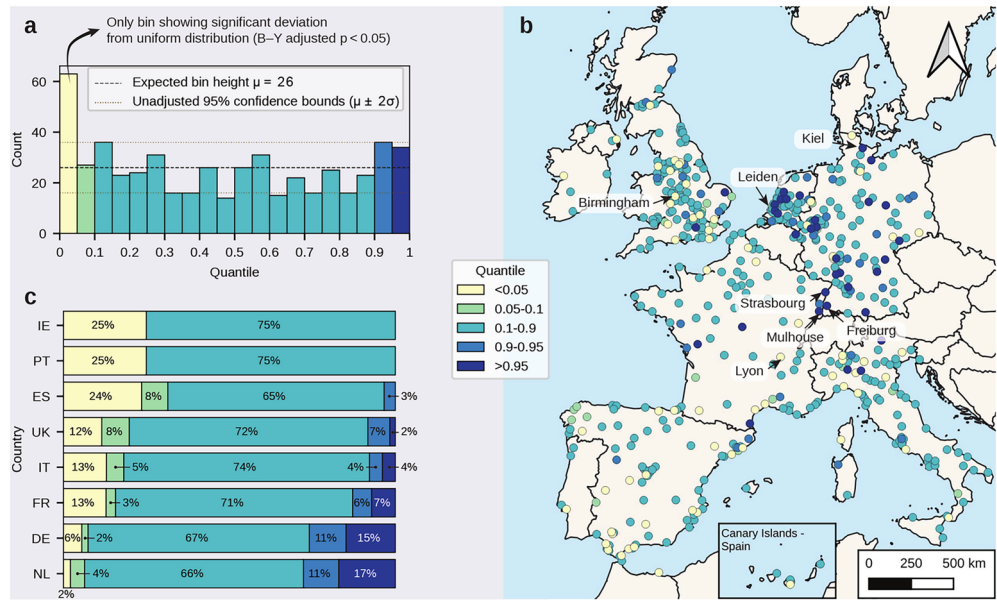 a
Only bin showing significant deviation
from uniform distribution (B–Y adjusted p < 0.05)
Expected bin height μ = 26
Unadjusted 95% confidence bounds (μ ± 2σ)
60
40
20
0
Count
0 0.1 0.2 0.3 0.4 0.5 0.6 0.7 0.8 0.9 1
Quantile
c
Country
IE 25% 75%
PT 25% 75%
ES 24% 8% 65% 3%
UK 12% 8% 72% 7% 2%
IT 13% 5% 74% 4% 4%
FR 13% 3% 71% 6% 7%
DE 6% 2% 67% 11% 15%
NL 4% 66% 11% 17%
2%
Quantile
<0.05
0.05-0.1
0.1-0.9
0.9-0.95
>0.95
b
Kiel
Leiden
Birmingham
Strasbourg
Mulhouse
Freiburg
Lyon
Canary Islands -
Spain
0 250 500 km